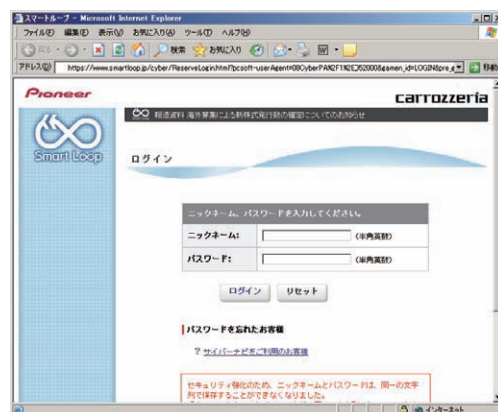 スマートループ - Microsoft Internet Explorer
ファイル(F) 編集(E) 表示(V) お気に入り(A) ツール(T) ヘルプ(H)
戻る 検索 お気に入り
アドレス(D) 移動
Pioneer
carrozzeria
Smart Loop
ログイン
ニックネーム、パスワードを入力してください。
ニックネーム: (半角英数)
パスワード: (半角英数)
ログイン リセット
パスワードを忘れたお客様
? サイバーナビをご利用のお客様
セキュリティ強化のため、ニックネームとパスワードは、同一の文字
列で保存することができなくなりました。
インターネット